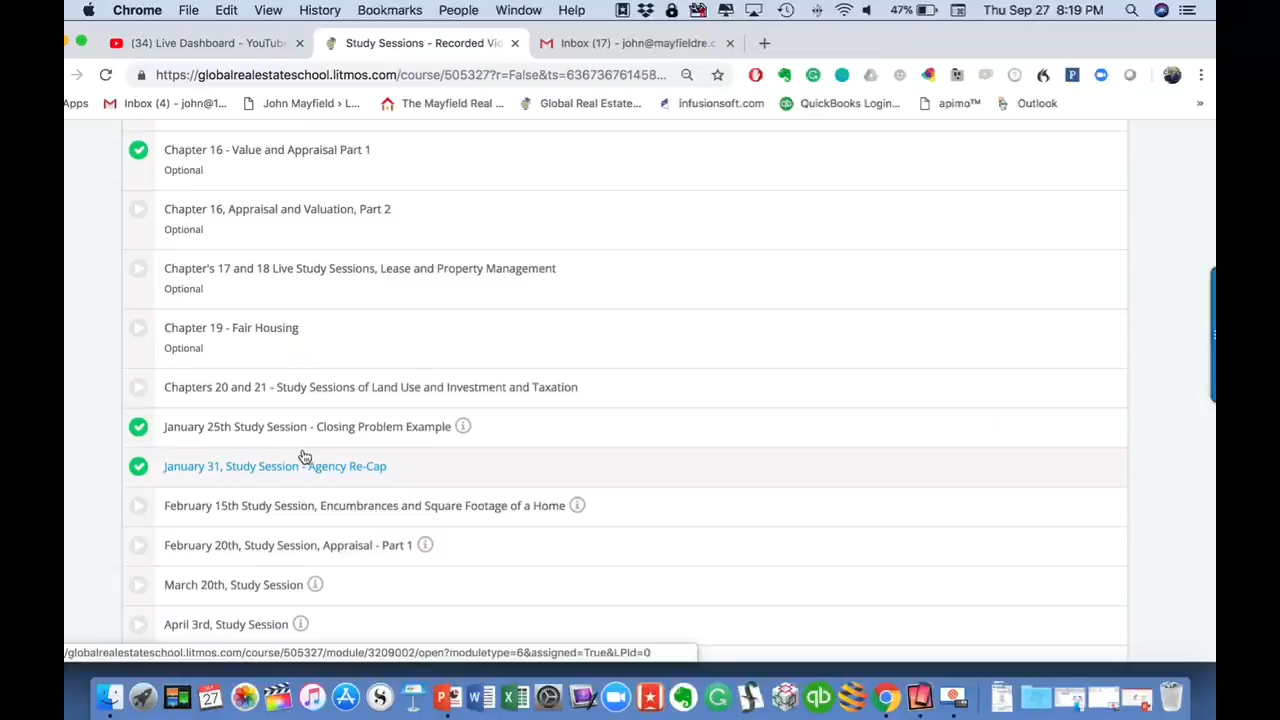 Chrome File Edit View History Bookmarks People Window Help 47% Thu Sep 27 8:19 PM
(34) Live Dashboard - YouTub Study Sessions - Recorded Vi Inbox (17) - john@mayfieldre.c
https://globalrealestateschool.litmos.com/course/505327?r=False&ts=636736761458...
Apps Inbox (4) - john@1... John Mayfield › L... The Mayfield Real ... Global Real Estate... infusionsoft.com QuickBooks Login... apimo™ Outlook »
Chapter 16 - Value and Appraisal Part 1
Optional
Chapter 16, Appraisal and Valuation, Part 2
Optional
Chapter's 17 and 18 Live Study Sessions, Lease and Property Management
Optional
Chapter 19 - Fair Housing
Optional
Chapters 20 and 21 - Study Sessions of Land Use and Investment and Taxation
January 25th Study Session - Closing Problem Example
January 31, Study Session - Agency Re-Cap
February 15th Study Session, Encumbrances and Square Footage of a Home
February 20th, Study Session, Appraisal - Part 1
March 20th, Study Session
April 3rd, Study Session
/globalrealestateschool.litmos.com/course/505327/module/3209002/open?moduletype=6&assigned=True&LPId=0